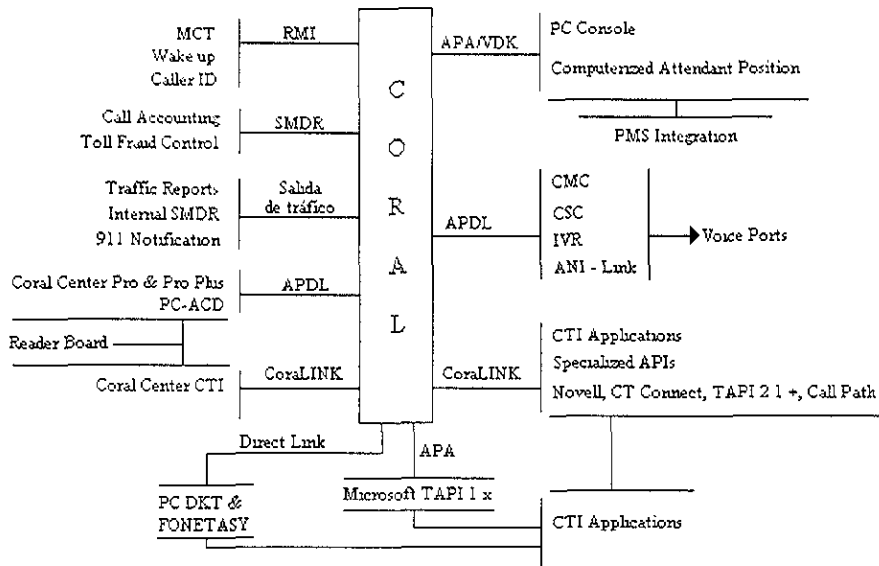 MCT
Wake up
Caller ID
RMI
Call Accounting
Toll Fraud Control
SMDR
Traffic Reports
Internal SMDR
911 Notification
Salida
de tráfico
Coral Center Pro & Pro Plus
PC-ACD
APDL
Reader Board
Coral Center CTI
CoraLINK
C
O
R
A
L
APA/VDK
PC Console
Computerized Attendant Position
PMS Integration
APDL
CMC
CSC
IVR
ANI - Link
Voice Ports
CoraLINK
CTI Applications
Specialized APIs
Novell, CT Connect, TAPI 2 1 +, Call Path
Direct Link
APA
PC DKT &
FONETASY
Microsoft TAPI 1 x
CTI Applications